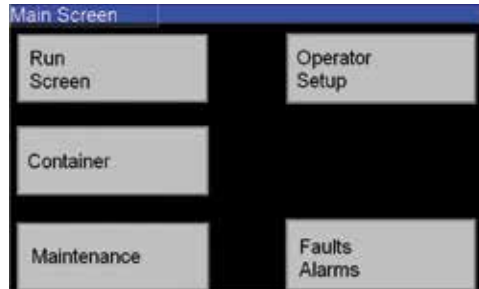 Main Screen
Run
Screen
Operator
Setup
Container
Maintenance
Faults
Alarms